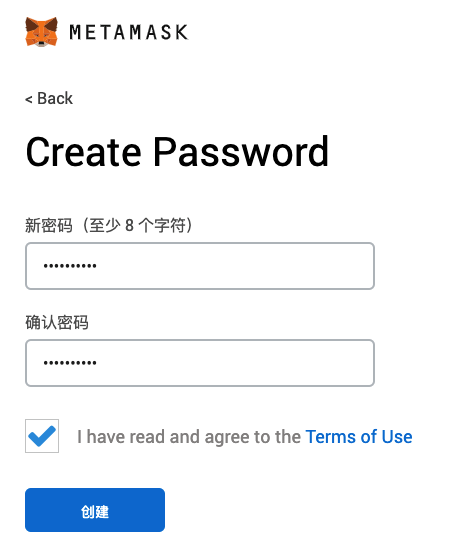 METAMASK
< Back
Create Password
新密码（至少 8 个字符）
••••••••••
确认密码
••••••••••
I have read and agree to the Terms of Use
创建